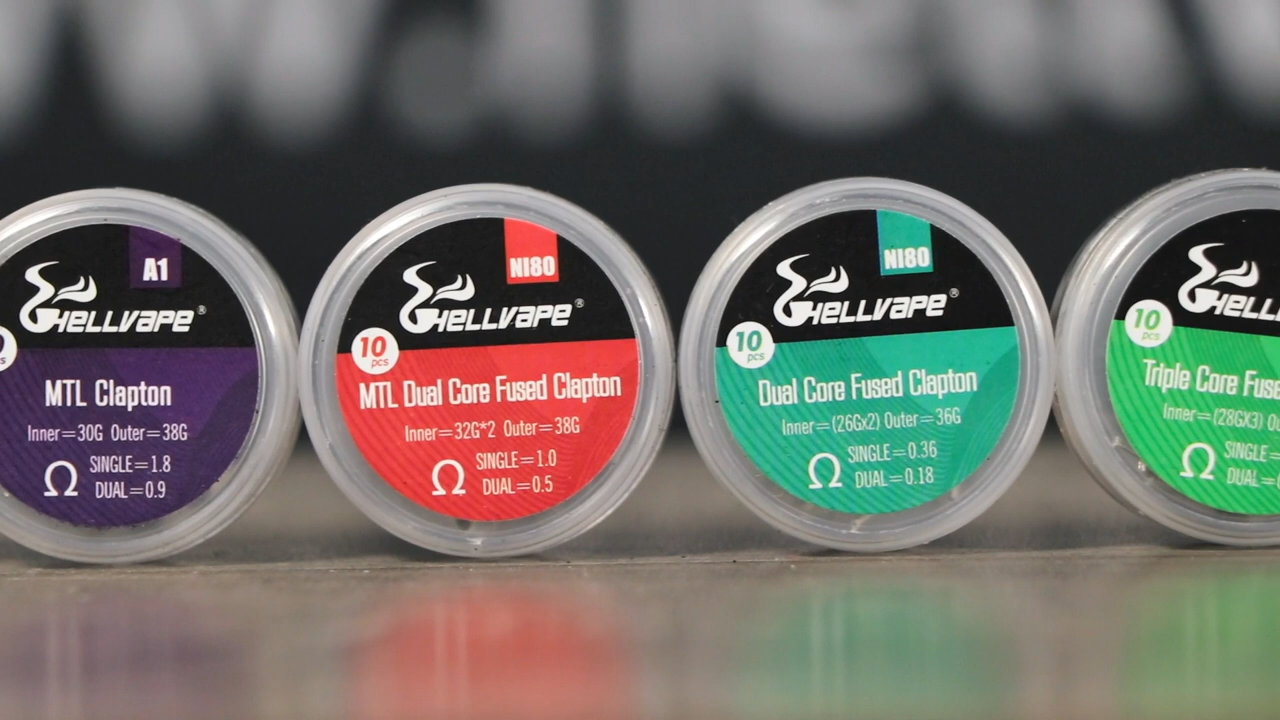 A1
HELLVAPE®
MTL Clapton
Inner=30G Outer=38G
Ω SINGLE=1.8
DUAL=0.9
NI80
HELLVAPE®
10
pcs
MTL Dual Core Fused Clapton
Inner=32G*2 Outer=38G
Ω SINGLE=1.0
DUAL=0.5
NI80
HELLVAPE®
10
pcs
Dual Core Fused Clapton
Inner=(26Gx2) Outer=36G
Ω SINGLE=0.36
DUAL=0.18
10
pcs
Triple Core
Inner=(28GX3)
Ω SINGLE=
DUAL=